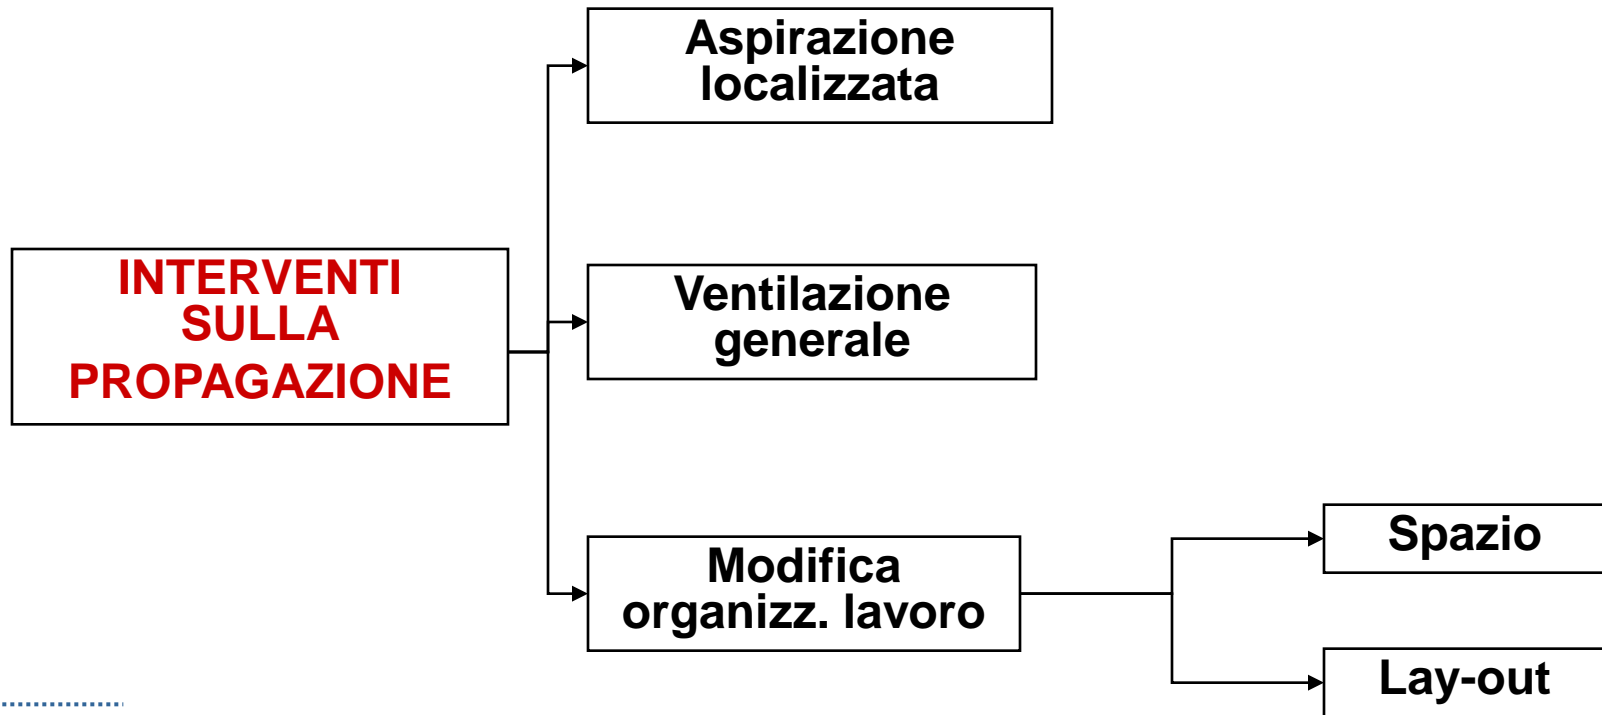 Aspirazione
localizzata
INTERVENTI
SULLA
PROPAGAZIONE
Ventilazione
generale
Modifica
organizz. lavoro
Spazio
Lay-out